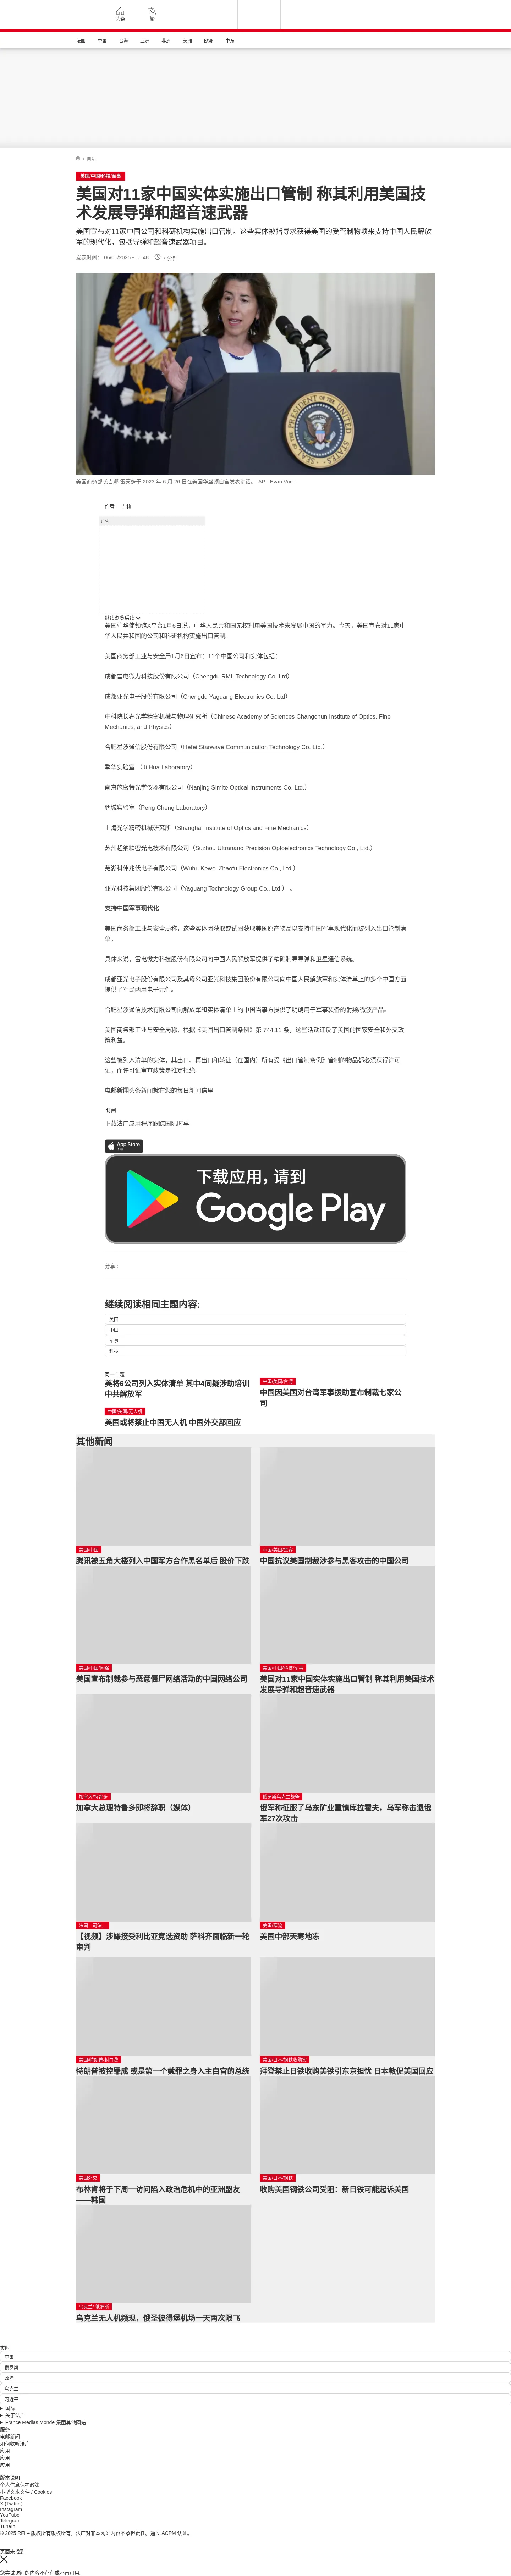 头条
繁
法国
中国
台海
亚洲
非洲
美洲
欧洲
中东
/ 国际
美国/中国/科技/军事
美国对11家中国实体实施出口管制 称其利用美国技
术发展导弹和超音速武器
美国宣布对11家中国公司和科研机构实施出口管制。这些实体被指寻求获得美国的受管制物项来支持中国人民解放
军的现代化，包括导弹和超音速武器项目。
发表时间： 06/01/2025 - 15:48 7 分钟
美国商务部长吉娜·雷蒙多于 2023 年 6 月 26 日在美国华盛顿白宫发表讲话。 AP - Evan Vucci
作者： 古莉
广告
继续浏览后续
美国驻华使领馆X平台1月6日说，中华人民共和国无权利用美国技术来发展中国的军力。今天，美国宣布对11家中
华人民共和国的公司和科研机构实施出口管制。
美国商务部工业与安全局1月6日宣布：11个中国公司和实体包括：
成都雷电微力科技股份有限公司（Chengdu RML Technology Co. Ltd）
成都亚光电子股份有限公司（Chengdu Yaguang Electronics Co. Ltd）
中科院长春光学精密机械与物理研究所（Chinese Academy of Sciences Changchun Institute of Optics, Fine
Mechanics, and Physics）
合肥星波通信股份有限公司（Hefei Starwave Communication Technology Co. Ltd.）
季华实验室 （Ji Hua Laboratory）
南京施密特光学仪器有限公司（Nanjing Simite Optical Instruments Co. Ltd.）
鹏城实验室（Peng Cheng Laboratory）
上海光学精密机械研究所（Shanghai Institute of Optics and Fine Mechanics）
苏州超纳精密光电技术有限公司（Suzhou Ultranano Precision Optoelectronics Technology Co., Ltd.）
芜湖科伟兆伏电子有限公司（Wuhu Kewei Zhaofu Electronics Co., Ltd.）
亚光科技集团股份有限公司（Yaguang Technology Group Co., Ltd.） 。
支持中国军事现代化
美国商务部工业与安全局称，这些实体因获取或试图获取美国原产物品以支持中国军事现代化而被列入出口管制清
单。
具体来说，雷电微力科技股份有限公司向中国人民解放军提供了精确制导导弹和卫星通信系统。
成都亚光电子股份有限公司及其母公司亚光科技集团股份有限公司向中国人民解放军和实体清单上的多个中国方面
提供了军民两用电子元件。
合肥星波通信技术有限公司向解放军和实体清单上的中国当事方提供了明确用于军事装备的射频/微波产品。
美国商务部工业与安全局称，根据《美国出口管制条例》第 744.11 条，这些活动违反了美国的国家安全和外交政
策利益。
这些被列入清单的实体，其出口、再出口和转让（在国内）所有受《出口管制条例》管制的物品都必须获得许可
证，而许可证审查政策是推定拒绝。
电邮新闻头条新闻就在您的每日新闻信里
订阅
下载法广应用程序跟踪国际时事
App Store
下载
下载应用，请到
Google Play
分享 :
继续阅读相同主题内容:
美国
中国
军事
科技
同一主题
美将6公司列入实体清单 其中4间疑涉助培训
中共解放军
中国/美国/台湾
中国因美国对台湾军事援助宣布制裁七家公
司
中国/美国/无人机
美国或将禁止中国无人机 中国外交部回应
其他新闻
美国/中国
腾讯被五角大楼列入中国军方合作黑名单后 股价下跌
中国/美国/黑客
中国抗议美国制裁涉参与黑客攻击的中国公司
美国/中国/网络
美国宣布制裁参与恶意僵尸网络活动的中国网络公司
美国/中国/科技/军事
美国对11家中国实体实施出口管制 称其利用美国技术
发展导弹和超音速武器
加拿大/特鲁多
加拿大总理特鲁多即将辞职（媒体）
俄罗斯乌克兰战争
俄军称征服了乌东矿业重镇库拉霍夫，乌军称击退俄
军27次攻击
法国，司法，
【视频】涉嫌接受利比亚竞选资助 萨科齐面临新一轮
审判
美国/寒流
美国中部天寒地冻
美国/特朗普/封口费
特朗普被控罪成 或是第一个戴罪之身入主白宫的总统
美国/日本/钢铁收购案
拜登禁止日铁收购美铁引东京担忧 日本敦促美国回应
美国外交
布林肯将于下周一访问陷入政治危机中的亚洲盟友
——韩国
美国/日本/钢铁
收购美国钢铁公司受阻：新日铁可能起诉美国
乌克兰/ 俄罗斯
乌克兰无人机频现，俄圣彼得堡机场一天两次限飞
实时
中国
俄罗斯
政治
乌克兰
习近平
国际
关于法广
France Médias Monde 集团其他网站
服务
电邮新闻
如何收听法广
应用
应用
应用
版本说明
个人信息保护政策
小型文本文件 / Cookies
Facebook
X (Twitter)
Instagram
YouTube
Telegram
TuneIn
© 2025 RFI – 版权所有版权所有。法广对非本网站内容不承担责任。通过 ACPM 认证。
页面未找到
您尝试访问的内容不存在或不再可用。